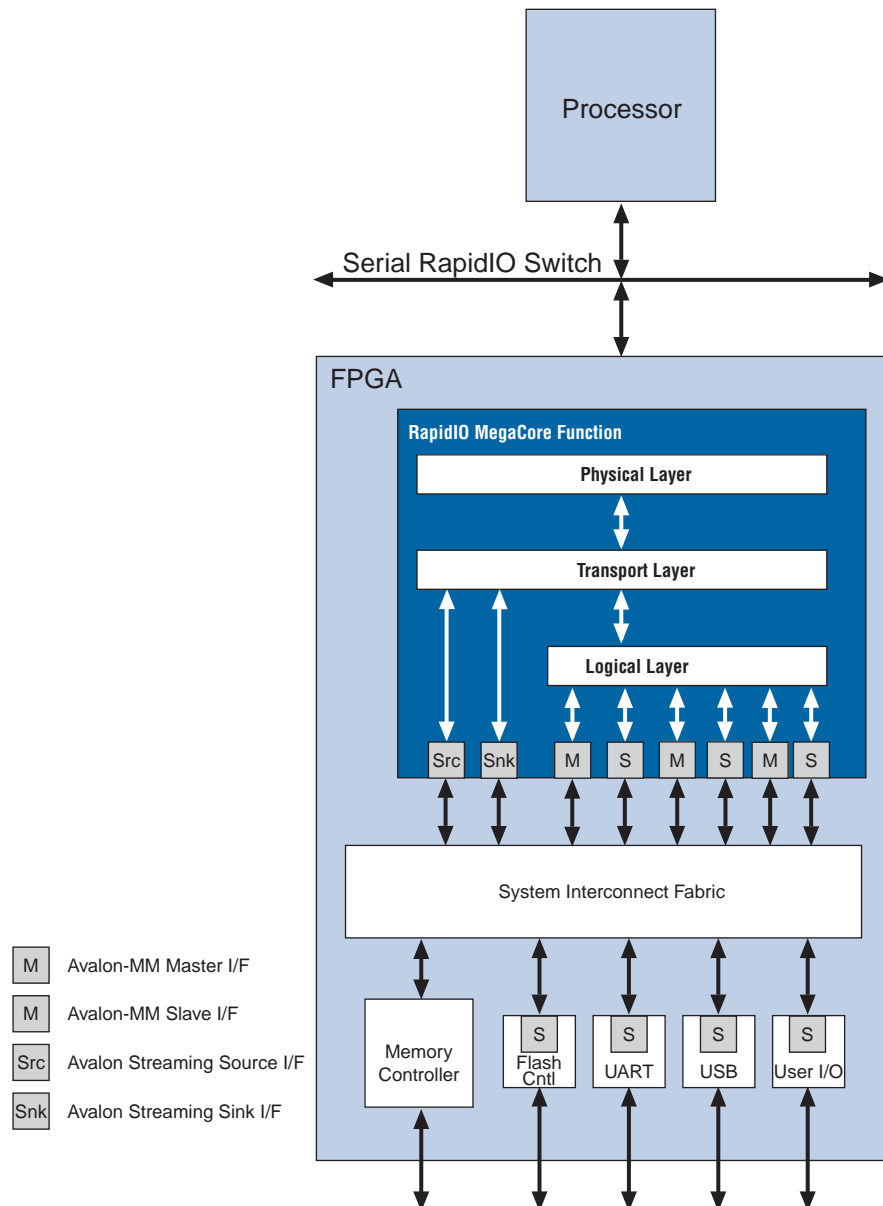 Processor
Serial RapidIO Switch
FPGA
RapidIO MegaCore Function
Physical Layer
Transport Layer
Logical Layer
Src
Snk
M
S
M
S
M
S
System Interconnect Fabric
M Avalon-MM Master I/F
M Avalon-MM Slave I/F
Src Avalon Streaming Source I/F
Snk Avalon Streaming Sink I/F
Memory
Controller
S
Flash
Cntl
S
UART
S
USB
S
User I/O